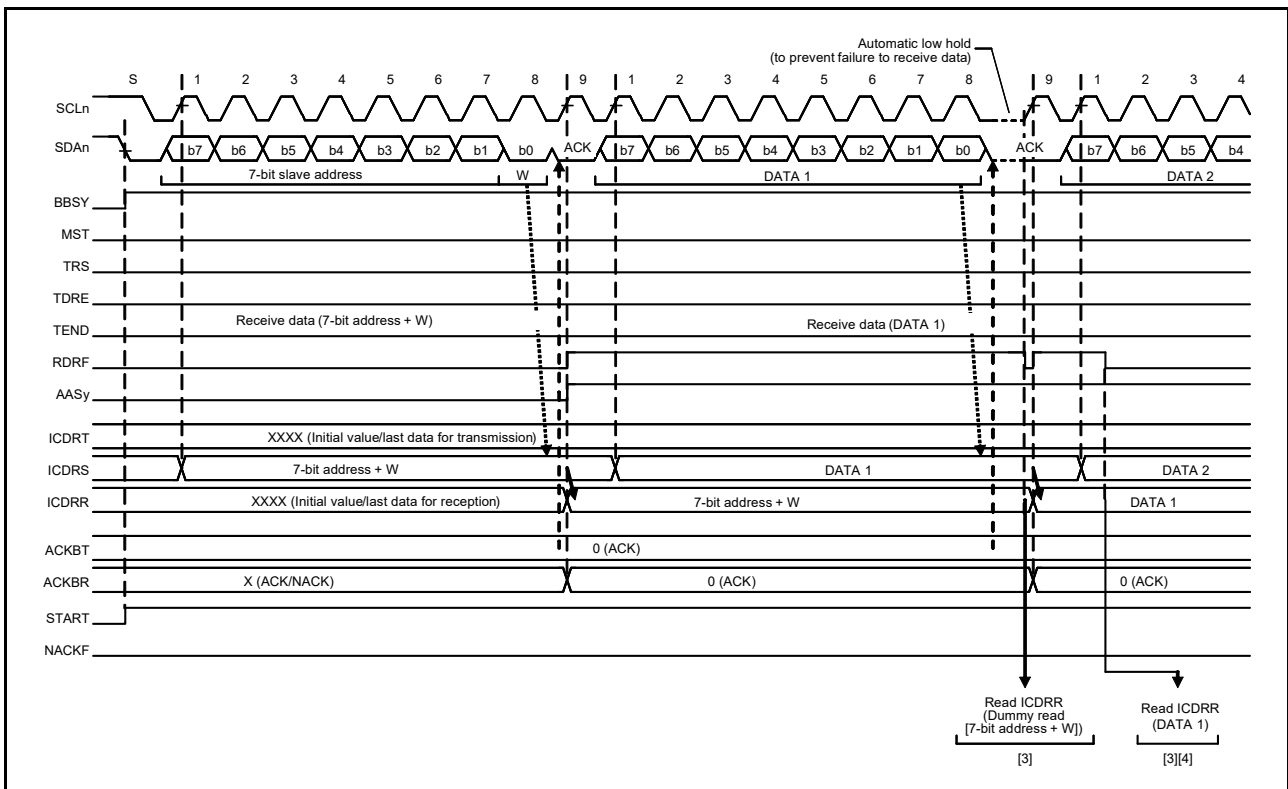 Automatic low hold
(to prevent failure to receive data)
S 1 2 3 4 5 6 7 8 9 1 2 3 4 5 6 7 8 9 1 2 3 4
SCLn
SDAn b7 b6 b5 b4 b3 b2 b1 b0 ACK b7 b6 b5 b4 b3 b2 b1 b0 ACK b7 b6 b5 b4
7-bit slave address W DATA 1 DATA 2
BBSY
MST
TRS
TDRE
TEND Receive data (7-bit address + W) Receive data (DATA 1)
RDRF
AASy
ICDRT XXXX (Initial value/last data for transmission)
ICDRS 7-bit address + W DATA 1 DATA 2
ICDRR XXXX (Initial value/last data for reception) 7-bit address + W DATA 1
ACKBT 0 (ACK)
ACKBR X (ACK/NACK) 0 (ACK) 0 (ACK)
START
NACKF
Read ICDRR
(Dummy read
[7-bit address + W])
[3]
Read ICDRR
(DATA 1)
[3][4]